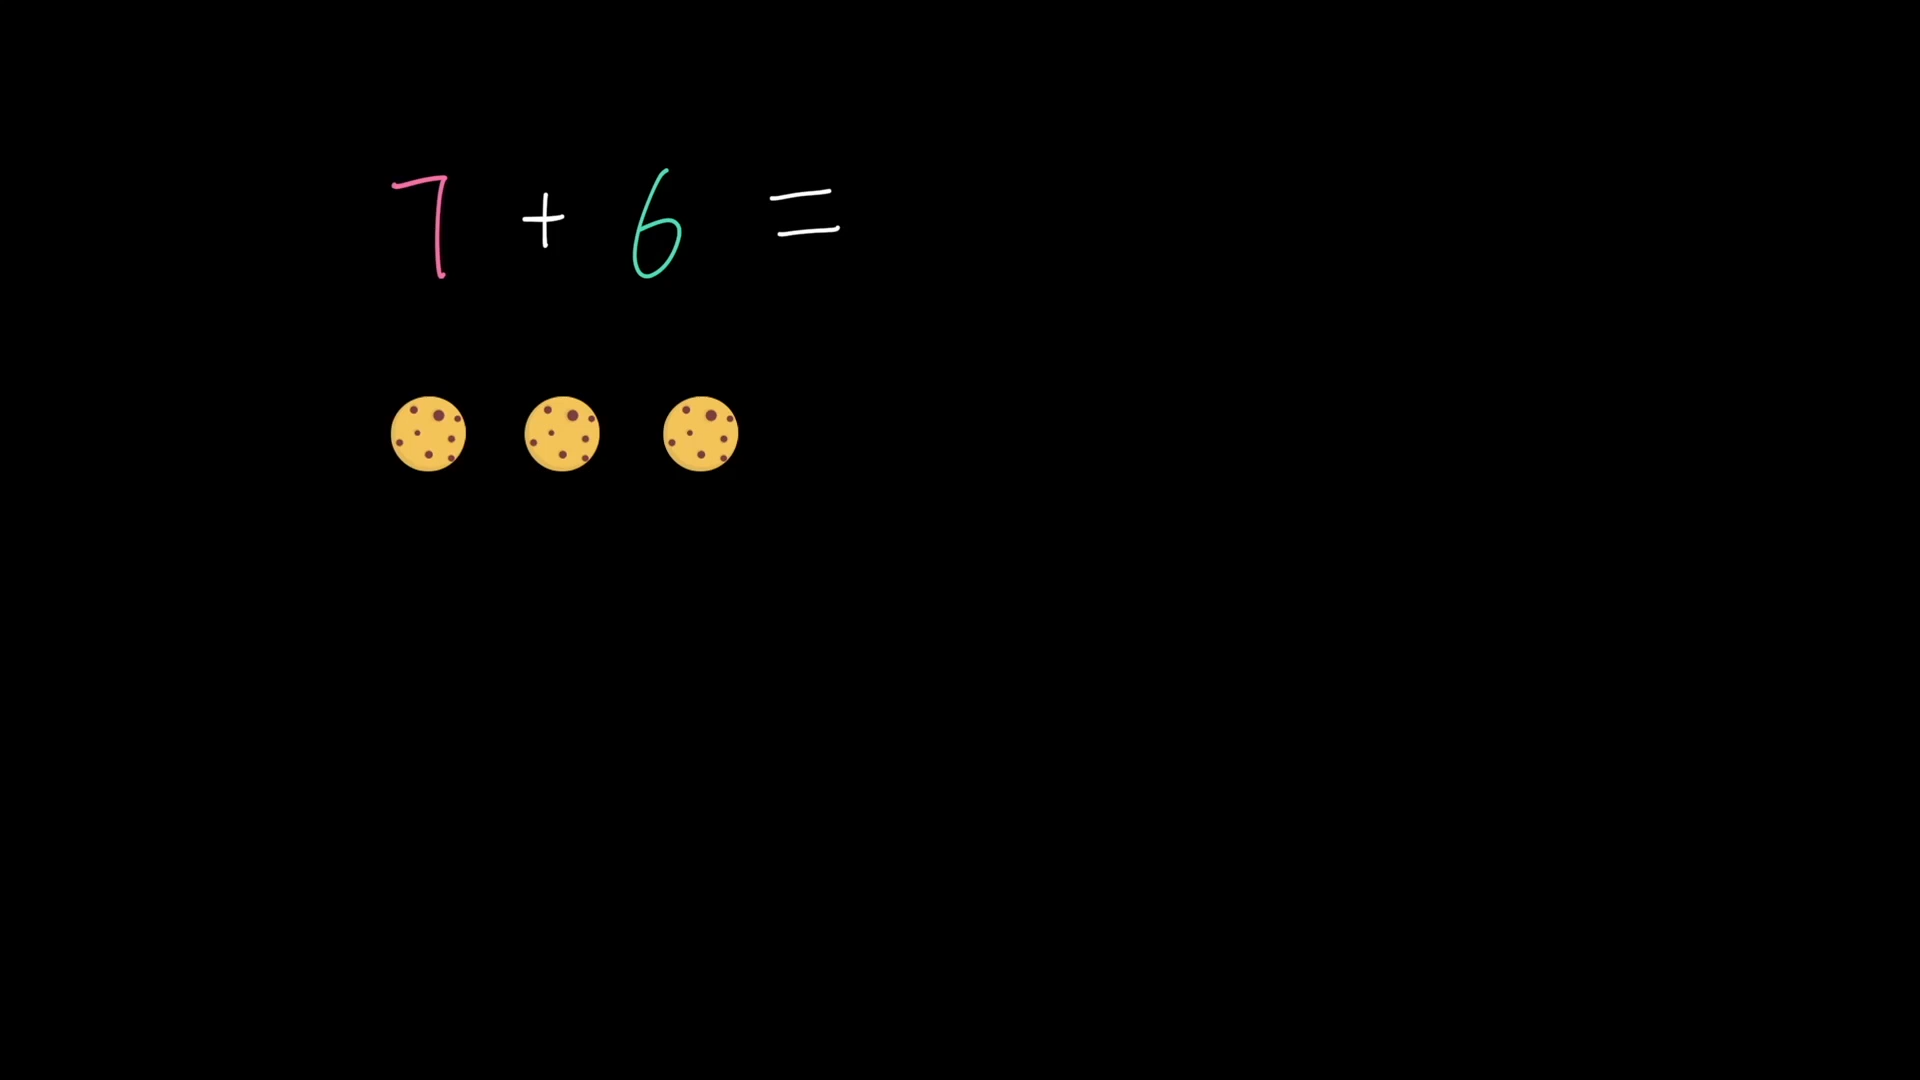 7 + 6 =